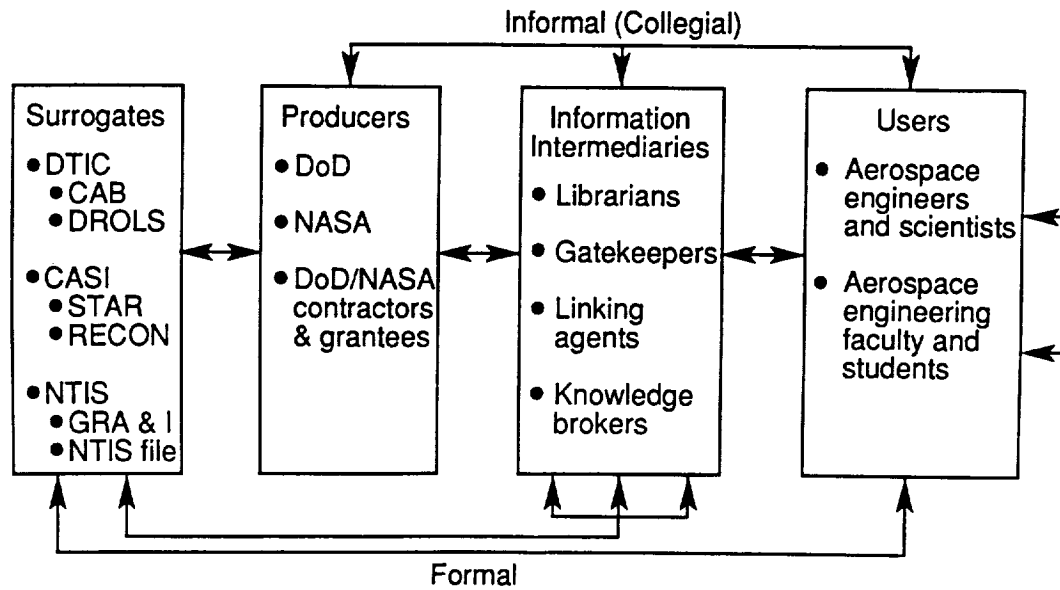 Informal (Collegial)
Surrogates
● DTIC
● CAB
● DROLS
● CASI
● STAR
● RECON
● NTIS
● GRA & I
● NTIS file
Producers
● DoD
● NASA
● DoD/NASA
contractors
& grantees
Information
Intermediaries
● Librarians
● Gatekeepers
● Linking
agents
● Knowledge
brokers
Users
● Aerospace
engineers
and scientists
● Aerospace
engineering
faculty and
students
Formal